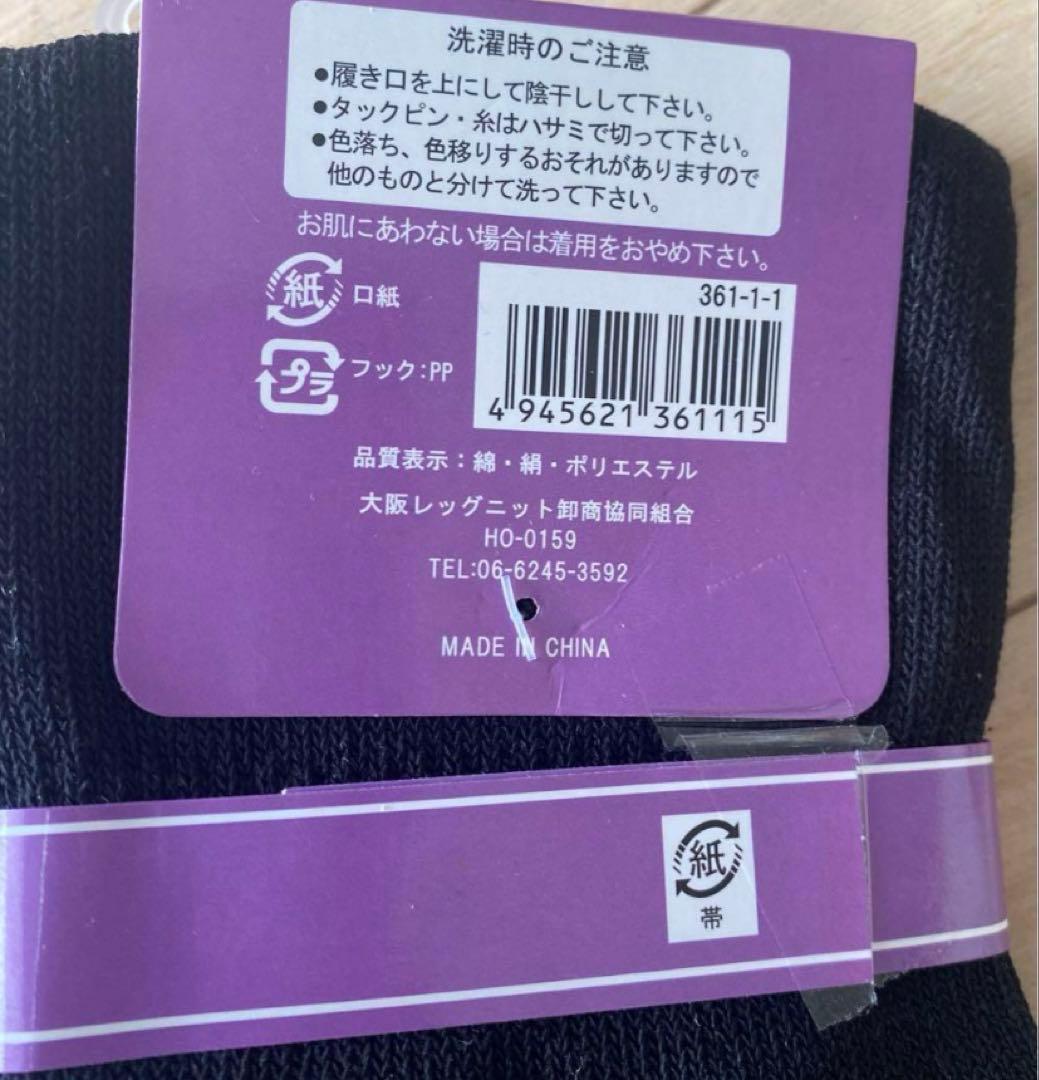 洗濯時のご注意
●履き口を上にして陰干しして下さい。
●タックピン・糸はハサミで切って下さい。
●色落ち、色移りするおそれがありますので
他のものと分けて洗って下さい。
お肌にあわない場合は着用をおやめ下さい。
紙 口紙
プラ フック:PP
361-1-1
4 945621 361115
品質表示：綿・絹・ポリエステル
大阪レッグニット卸商協同組合
HO-0159
TEL:06-6245-3592
MADE IN CHINA
紙
帯